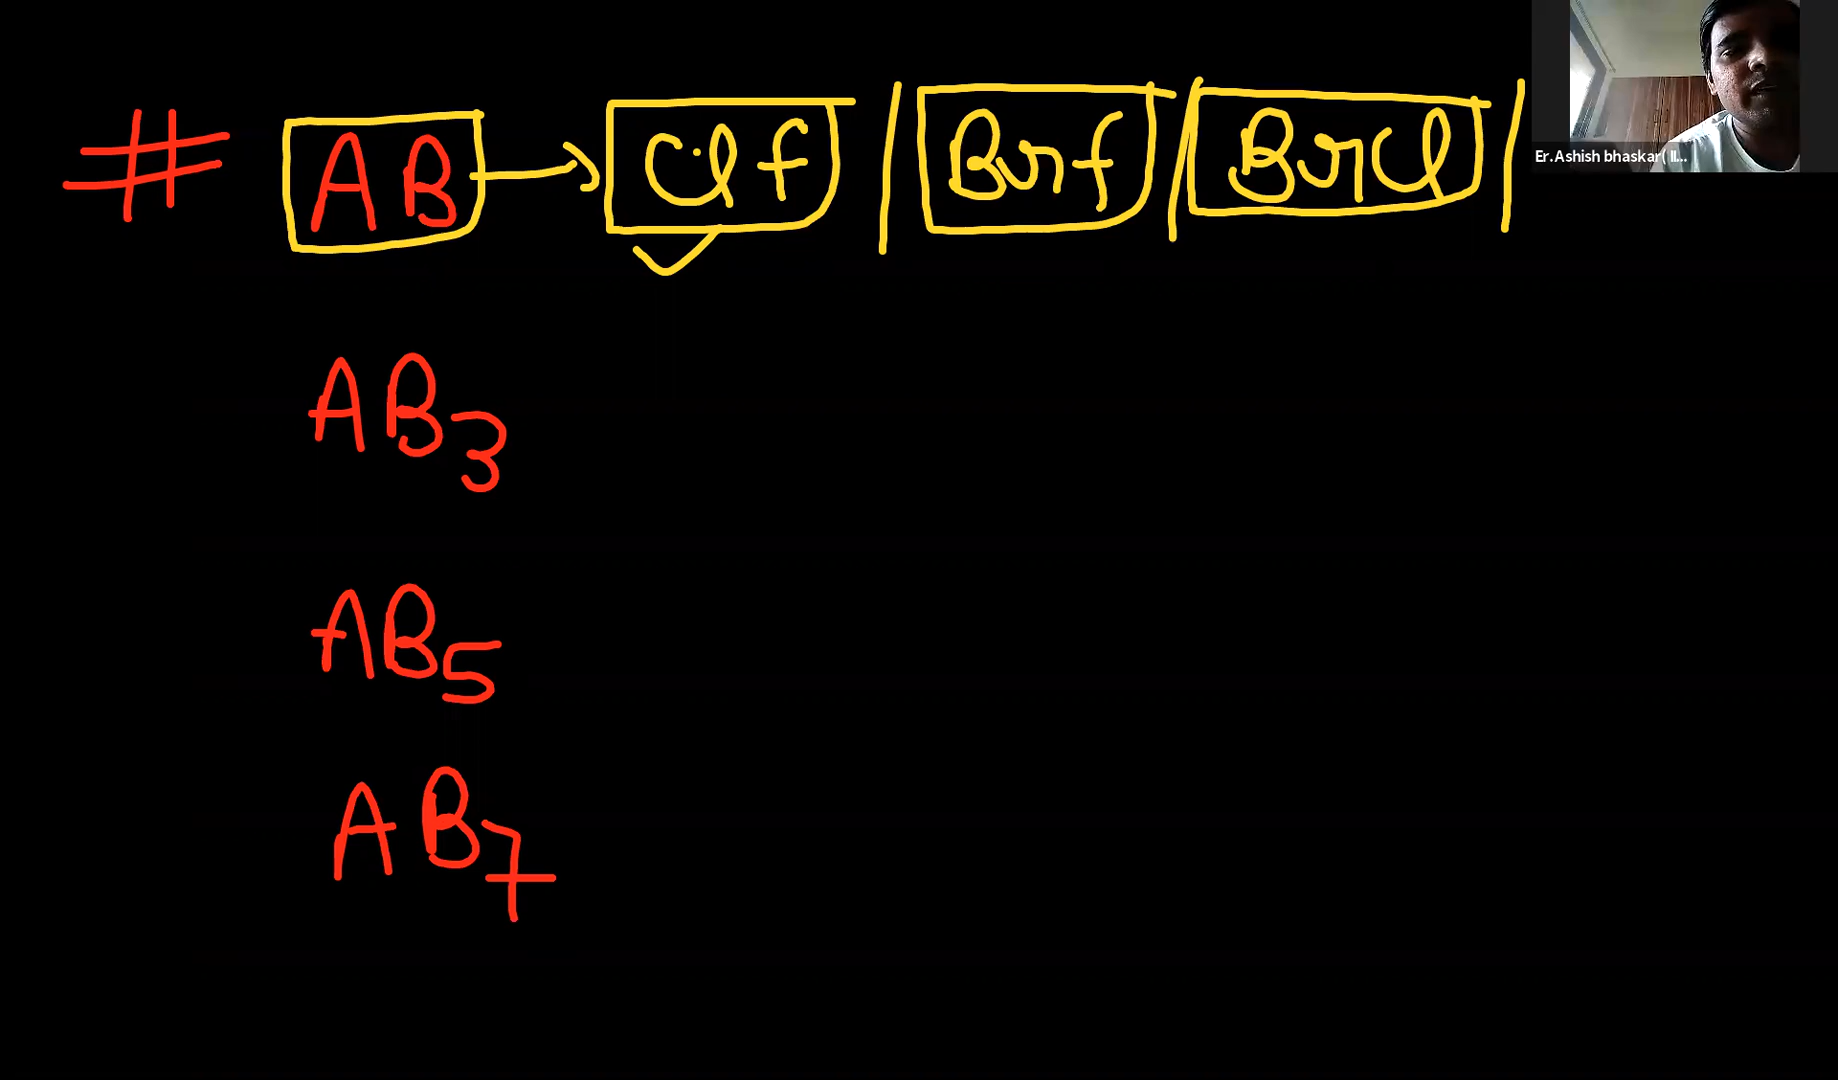 # AB → Clf | Brf | BrCl |
Er.Ashish bhaskar( II...
AB3
AB5
AB7